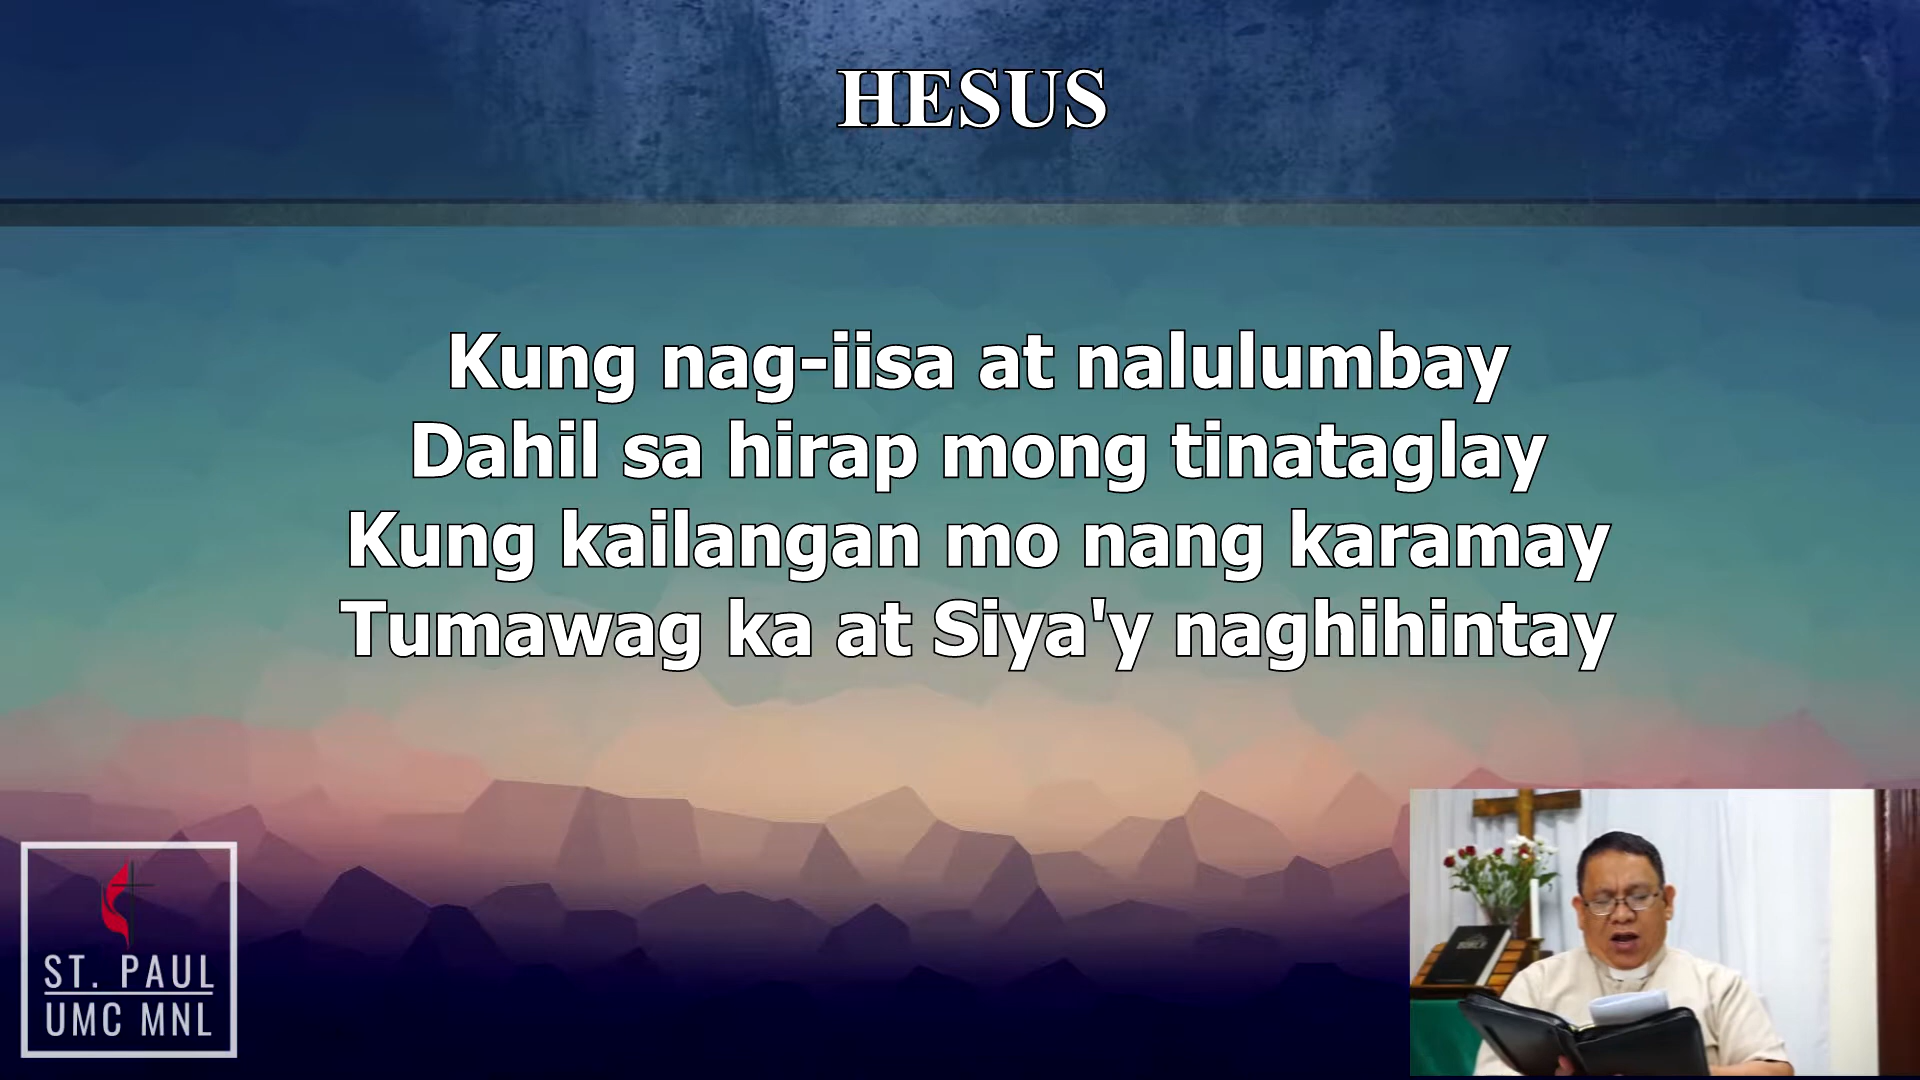 HESUS
Kung nag-iisa at nalulumbay
Dahil sa hirap mong tinataglay
Kung kailangan mo nang karamay
Tumawag ka at Siya'y naghihintay
ST. PAUL
UMC MNL
BIBLE